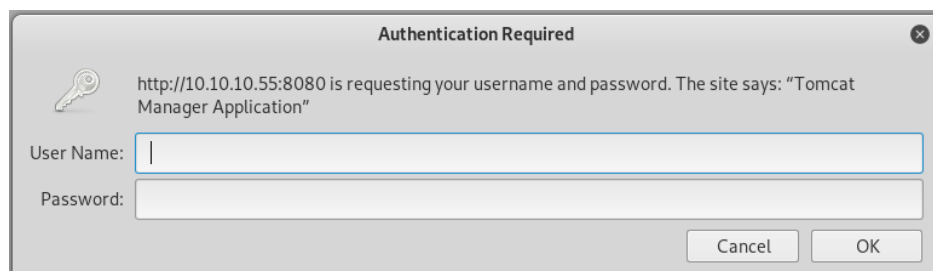 Authentication Required
http://10.10.10.55:8080 is requesting your username and password. The site says: “Tomcat
Manager Application”
User Name:
Password:
Cancel OK